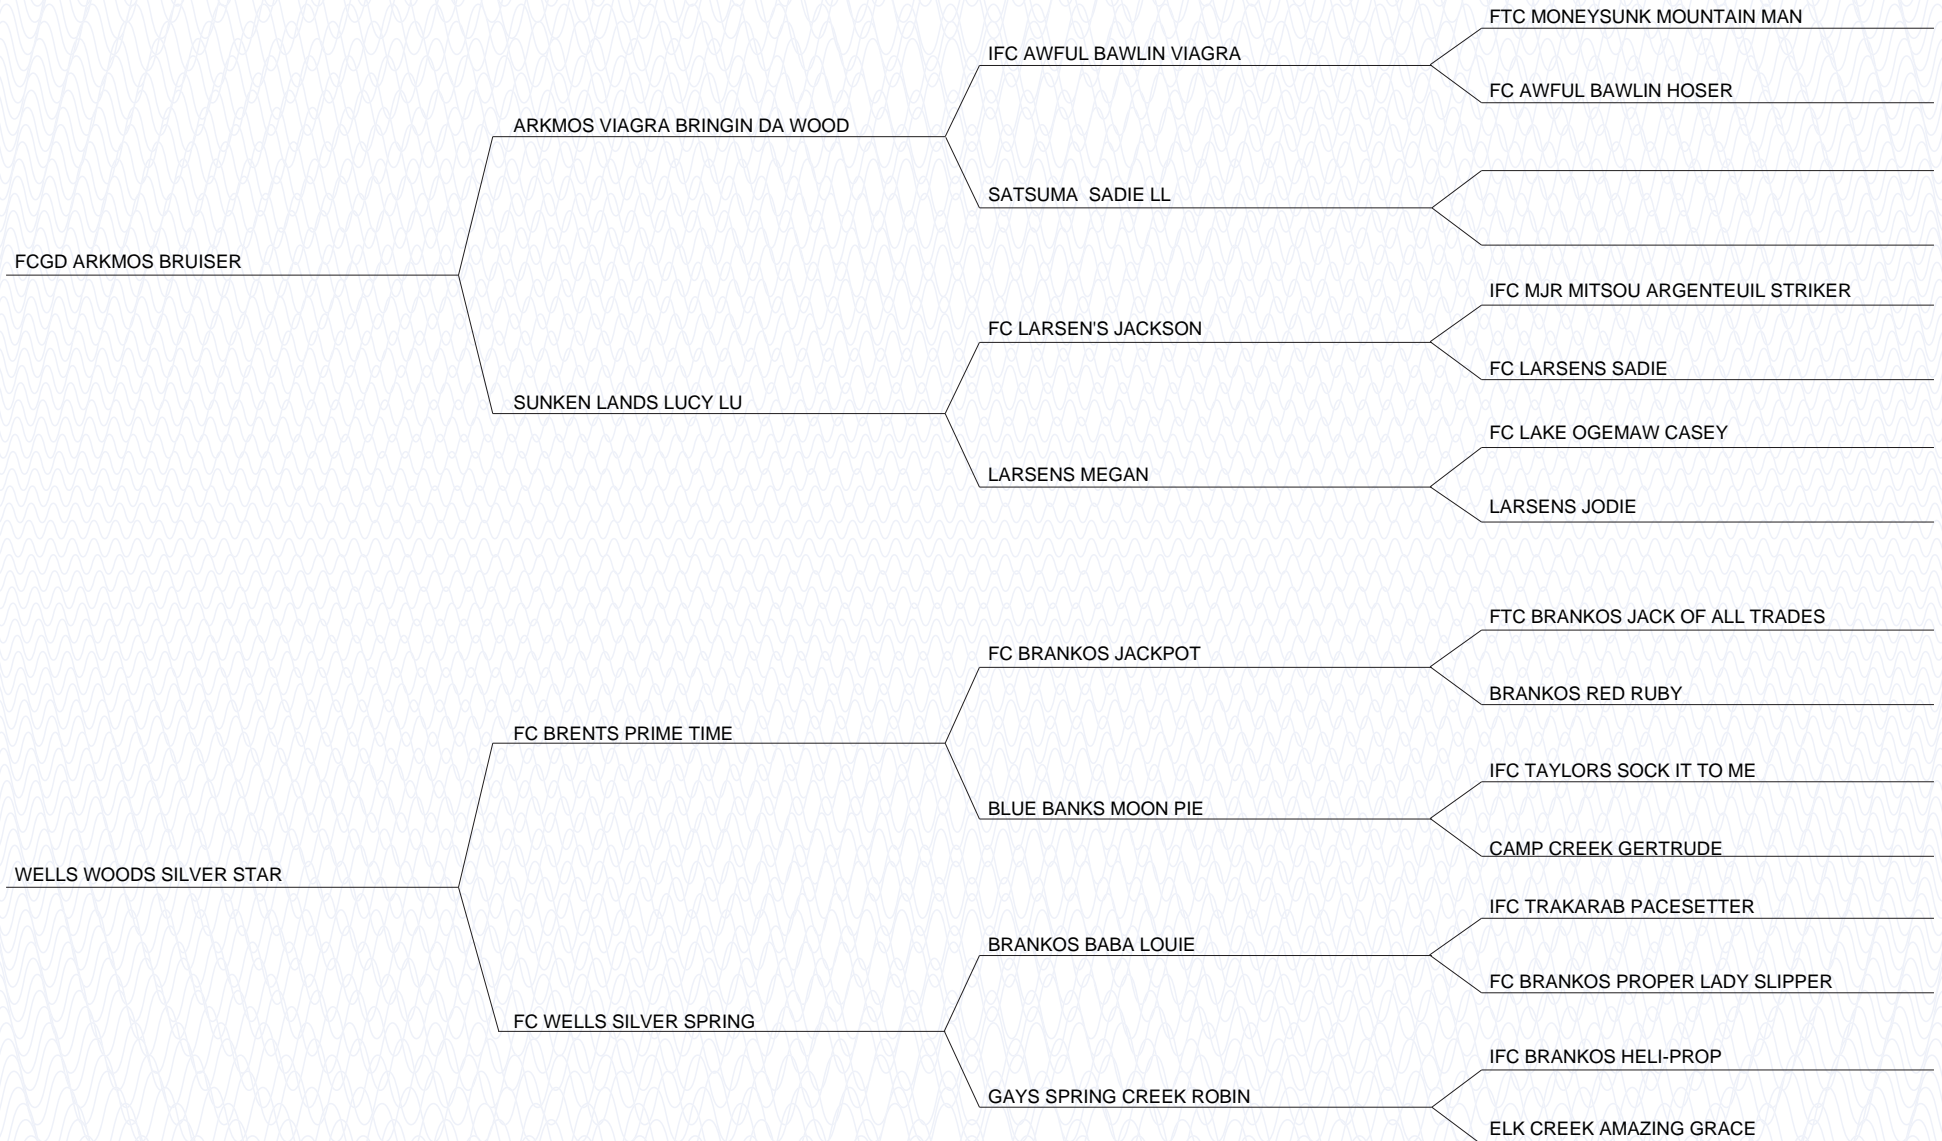 FTC MONEYSUNK MOUNTAIN MAN
IFC AWFUL BAWLIN VIAGRA
FC AWFUL BAWLIN HOSER
ARKMOS VIAGRA BRINGIN DA WOOD
SATSUMA  SADIE LL
FCGD ARKMOS BRUISER
IFC MJR MITSOU ARGENTEUIL STRIKER
FC LARSEN'S JACKSON
FC LARSENS SADIE
SUNKEN LANDS LUCY LU
FC LAKE OGEMAW CASEY
LARSENS MEGAN
LARSENS JODIE
FTC BRANKOS JACK OF ALL TRADES
FC BRANKOS JACKPOT
BRANKOS RED RUBY
FC BRENTS PRIME TIME
IFC TAYLORS SOCK IT TO ME
BLUE BANKS MOON PIE
CAMP CREEK GERTRUDE
WELLS WOODS SILVER STAR
IFC TRAKARAB PACESETTER
BRANKOS BABA LOUIE
FC BRANKOS PROPER LADY SLIPPER
FC WELLS SILVER SPRING
IFC BRANKOS HELI-PROP
GAYS SPRING CREEK ROBIN
ELK CREEK AMAZING GRACE